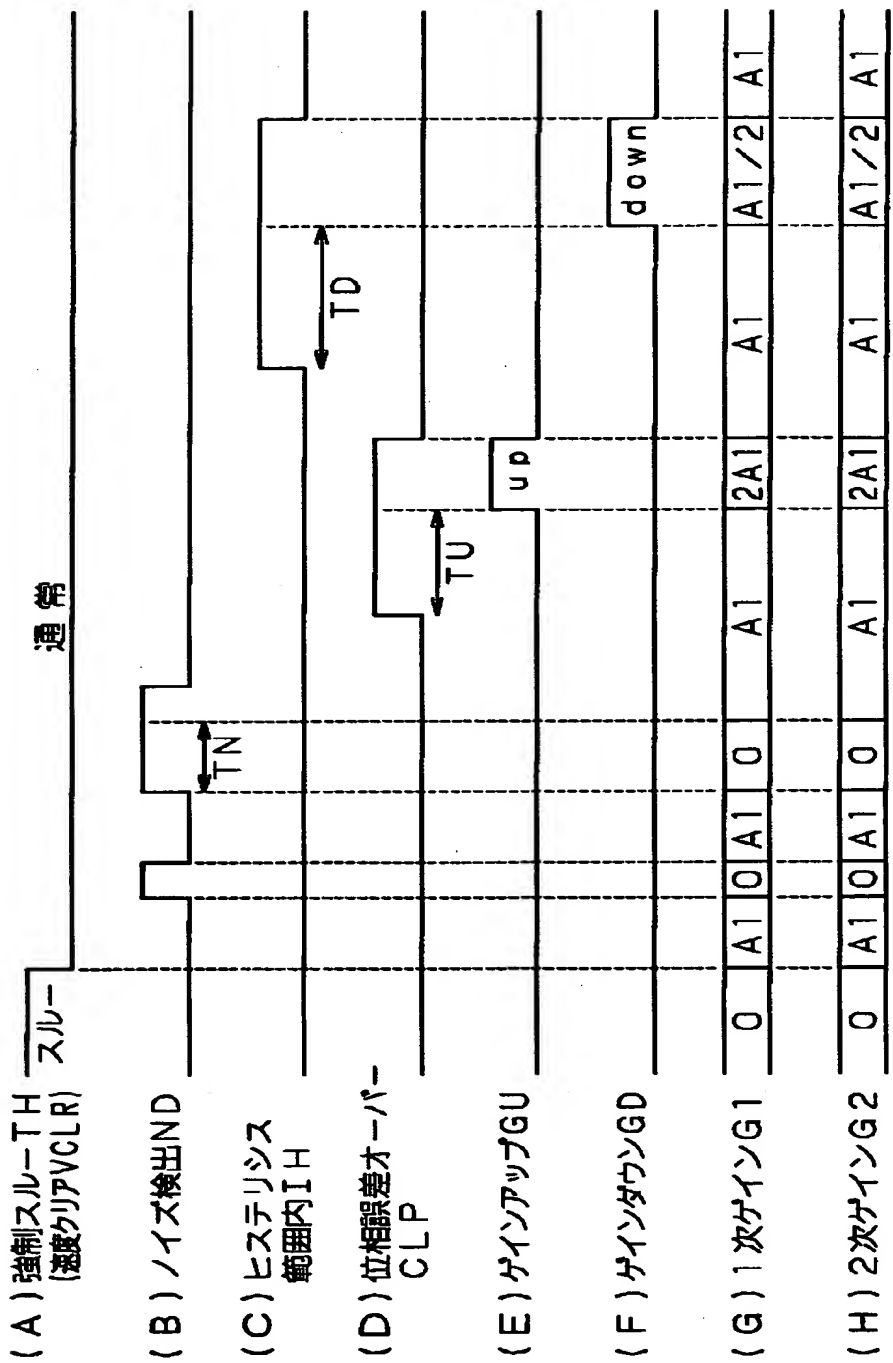 (A)強制スルーTH
(速度クリアVCLR)
スルー
通常
(B)ノイズ検出ND
TN
(C)ヒステリシス
範囲内IH
TD
(D)位相誤差オーバー
CLP
TU
(E)ゲインアップGU
up
(F)ゲインダウンGD
down
(G)1次ゲインG1
0 A1 0 A1 0 A1 2A1 A1 A1/2 A1
(H)2次ゲインG2
0 A1 0 A1 0 A1 2A1 A1 A1/2 A1